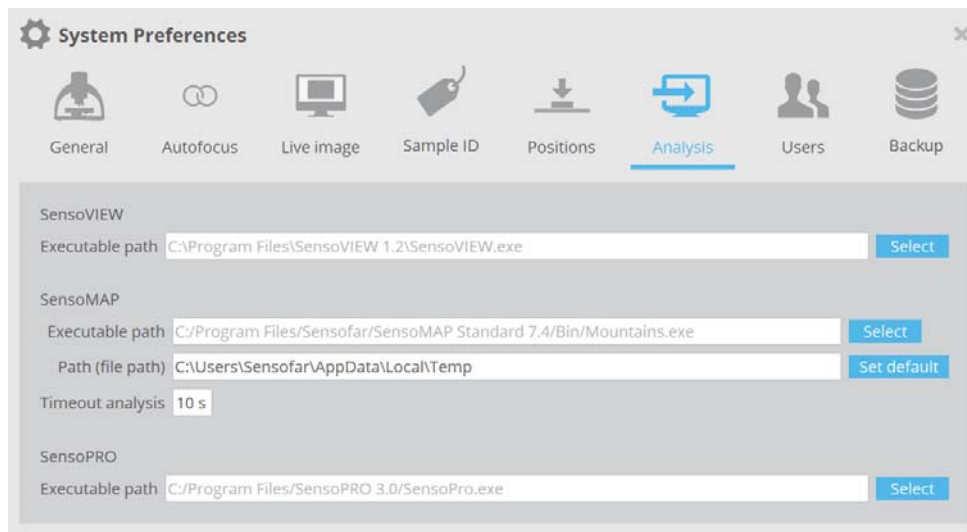 System Preferences
General Autofocus Live image Sample ID Positions Analysis Users Backup
SensoVIEW
Executable path C:\Program Files\SensoVIEW 1.2\SensoVIEW.exe Select
SensoMAP
Executable path C:/Program Files/Sensofar/SensoMAP Standard 7.4/Bin/Mountains.exe Select
Path (file path) C:\Users\Sensofar\AppData\Local\Temp Set default
Timeout analysis 10 s
SensoPRO
Executable path C:/Program Files/SensoPRO 3.0/SensoPro.exe Select